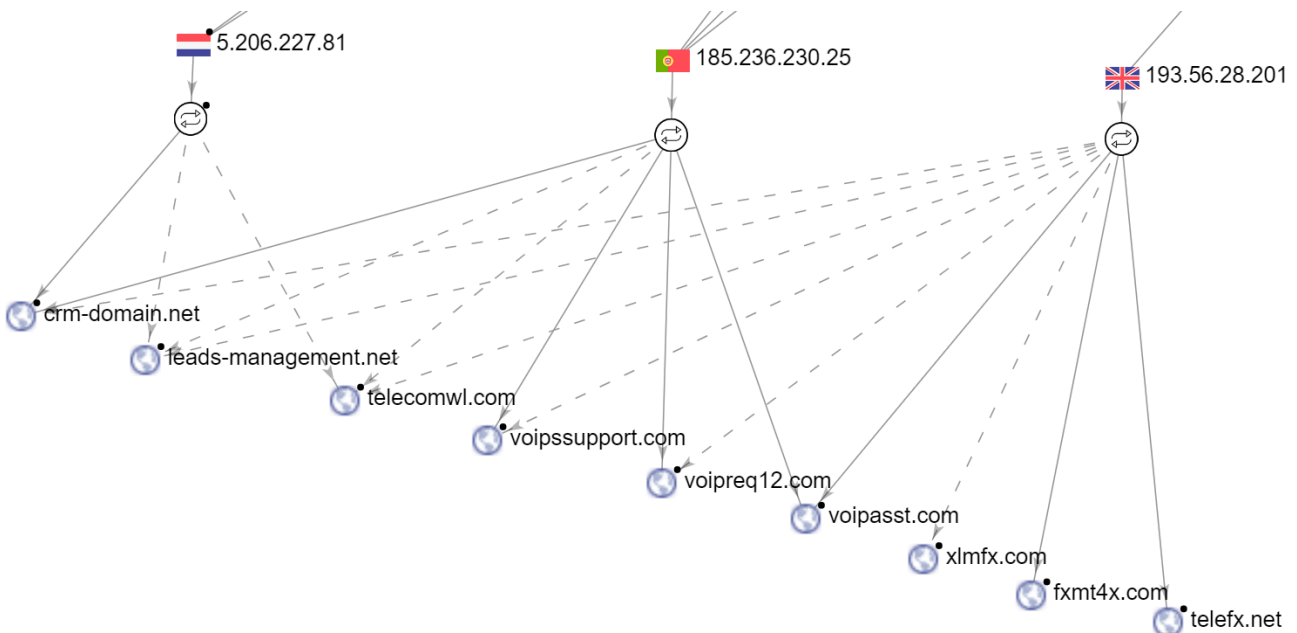 5.206.227.81
185.236.230.25
193.56.28.201
crm-domain.net
leads-management.net
telecomwl.com
voipssupport.com
voipreq12.com
voipasst.com
xlmfx.com
fxmt4x.com
telefx.net